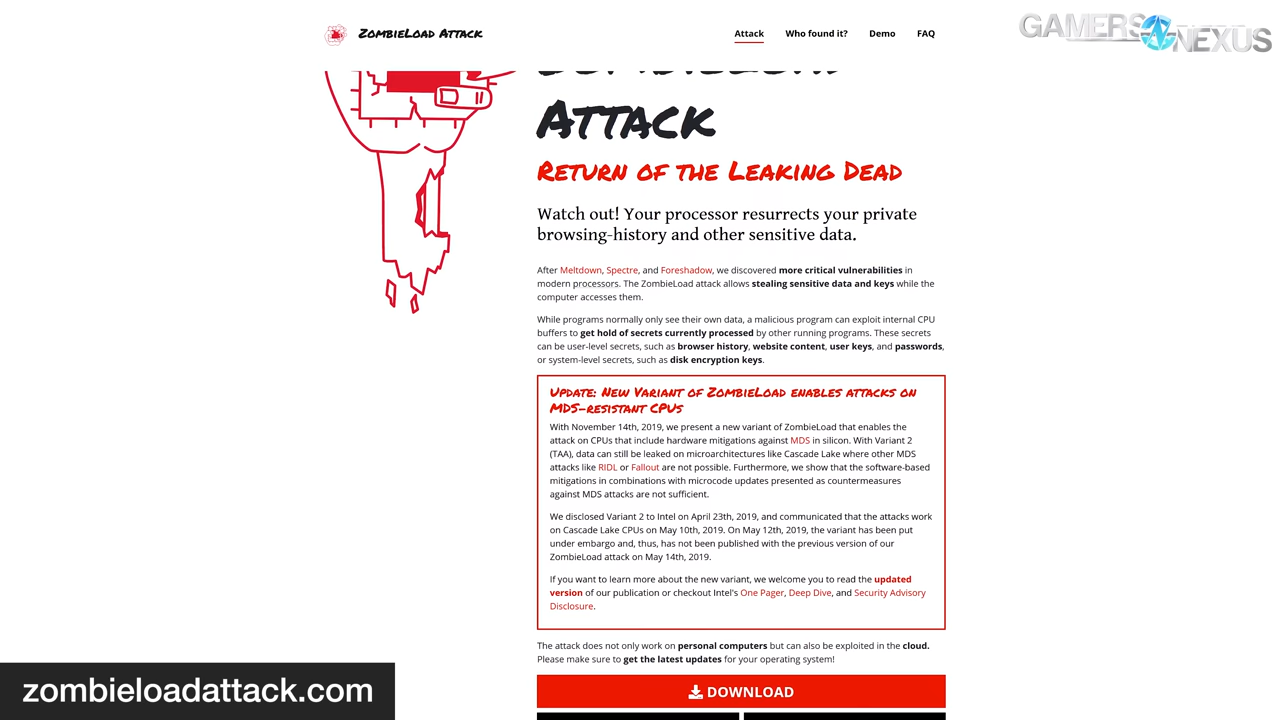 ZombieLoad Attack
Attack
Who found it?
Demo
FAQ
GAMERS NEXUS
Attack
Return of the Leaking Dead
Watch out! Your processor resurrects your private
browsing-history and other sensitive data.
After Meltdown, Spectre, and Foreshadow, we discovered more critical vulnerabilities in
modern processors. The ZombieLoad attack allows stealing sensitive data and keys while the
computer accesses them.
While programs normally only see their own data, a malicious program can exploit internal CPU
buffers to get hold of secrets currently processed by other running programs. These secrets
can be user-level secrets, such as browser history, website content, user keys, and passwords,
or system-level secrets, such as disk encryption keys.
Update: New Variant of ZombieLoad enables attacks on
MDS-resistant CPUs
With November 14th, 2019, we present a new variant of ZombieLoad that enables the
attack on CPUs that include hardware mitigations against MDS in silicon. With Variant 2
(TAA), data can still be leaked on microarchitectures like Cascade Lake where other MDS
attacks like RIDL or Fallout are not possible. Furthermore, we show that the software-based
mitigations in combinations with microcode updates presented as countermeasures
against MDS attacks are not sufficient.
We disclosed Variant 2 to Intel on April 23th, 2019, and communicated that the attacks work
on Cascade Lake CPUs on May 10th, 2019. On May 12th, 2019, the variant has been put
under embargo and, thus, has not been published with the previous version of our
ZombieLoad attack on May 14th, 2019.
If you want to learn more about the new variant, we welcome you to read the updated
version of our publication or checkout Intel's One Pager, Deep Dive, and Security Advisory
Disclosure.
The attack does not only work on personal computers but can also be exploited in the cloud.
Please make sure to get the latest updates for your operating system!
DOWNLOAD
zombieloadattack.com